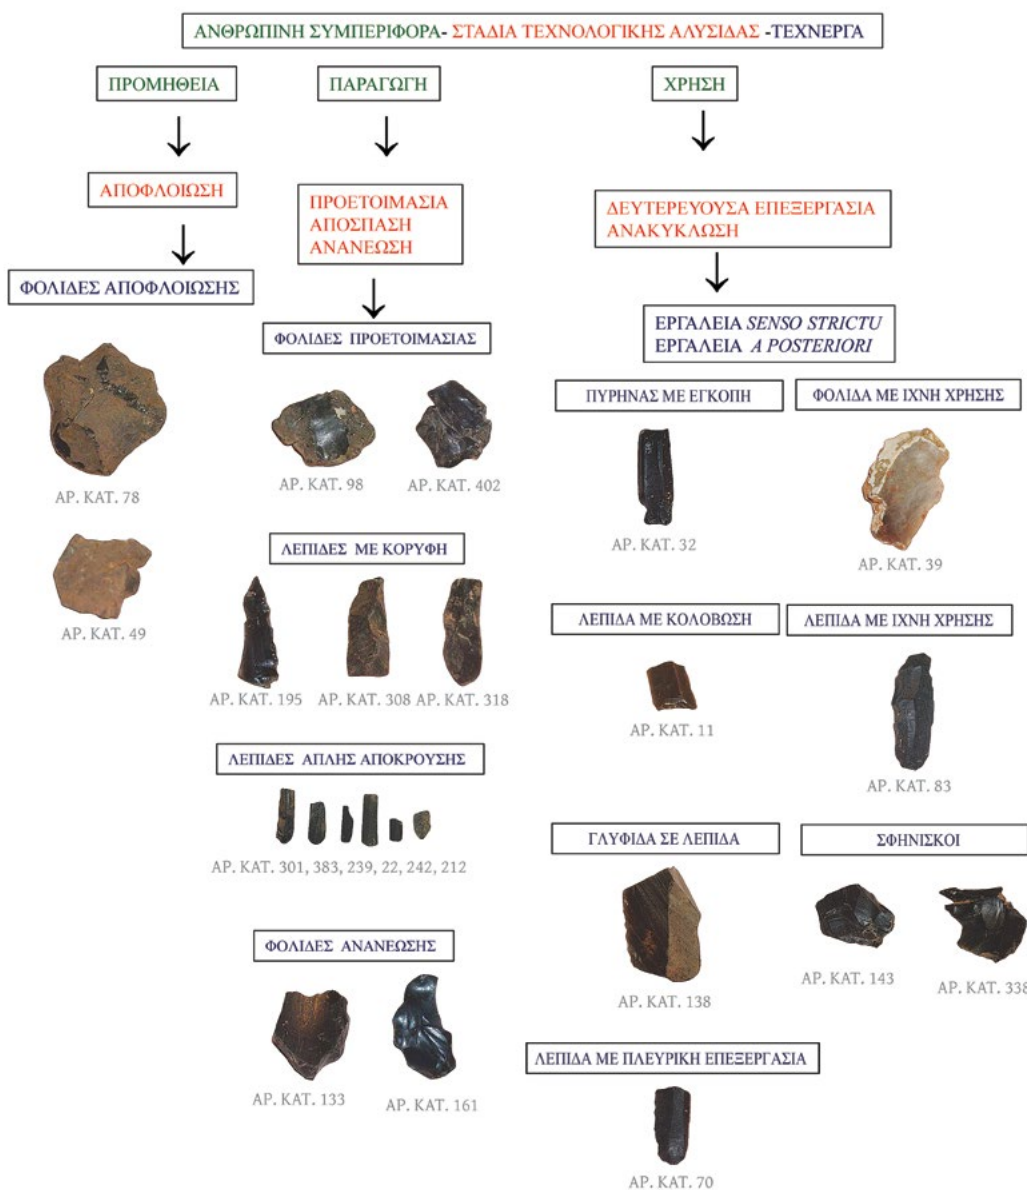 ΑΝΘΡΩΠΙΝΗ ΣΥΜΠΕΡΙΦΟΡΑ- ΣΤΑΔΙΑ ΤΕΧΝΟΛΟΓΙΚΗΣ ΑΛΥΣΙΔΑΣ -ΤΕΧΝΕΡΓΑ
ΠΡΟΜΗΘΕΙΑ
ΑΠΟΦΛΟΙΩΣΗ
ΦΟΛΙΔΕΣ ΑΠΟΦΛΟΙΩΣΗΣ
ΑΡ. ΚΑΤ. 78
ΑΡ. ΚΑΤ. 49
ΠΑΡΑΓΩΓΗ
ΠΡΟΕΤΟΙΜΑΣΙΑ
ΑΠΟΣΠΑΣΗ
ΑΝΑΝΕΩΣΗ
ΦΟΛΙΔΕΣ ΠΡΟΕΤΟΙΜΑΣΙΑΣ
ΑΡ. ΚΑΤ. 98
ΑΡ. ΚΑΤ. 402
ΛΕΠΙΔΕΣ ΜΕ ΚΟΡΥΦΗ
ΑΡ. ΚΑΤ. 195
ΑΡ. ΚΑΤ. 308
ΑΡ. ΚΑΤ. 318
ΛΕΠΙΔΕΣ ΑΠΛΗΣ ΑΠΟΚΡΟΥΣΗΣ
ΑΡ. ΚΑΤ. 301, 383, 239, 22, 242, 212
ΦΟΛΙΔΕΣ ΑΝΑΝΕΩΣΗΣ
ΑΡ. ΚΑΤ. 133
ΑΡ. ΚΑΤ. 161
ΧΡΗΣΗ
ΔΕΥΤΕΡΕΥΟΥΣΑ ΕΠΕΞΕΡΓΑΣΙΑ
ΑΝΑΚΥΚΛΩΣΗ
ΕΡΓΑΛΕΙΑ SENSO STRICTU
ΕΡΓΑΛΕΙΑ A POSTERIORI
ΠΥΡΗΝΑΣ ΜΕ ΕΓΚΟΠΗ
ΑΡ. ΚΑΤ. 32
ΦΟΛΙΔΑ ΜΕ ΙΧΝΗ ΧΡΗΣΗΣ
ΑΡ. ΚΑΤ. 39
ΛΕΠΙΔΑ ΜΕ ΚΟΛΟΒΩΣΗ
ΑΡ. ΚΑΤ. 11
ΛΕΠΙΔΑ ΜΕ ΙΧΝΗ ΧΡΗΣΗΣ
ΑΡ. ΚΑΤ. 83
ΓΛΥΦΙΔΑ ΣΕ ΛΕΠΙΔΑ
ΑΡ. ΚΑΤ. 138
ΣΦΗΝΙΣΚΟΙ
ΑΡ. ΚΑΤ. 143
ΑΡ. ΚΑΤ. 338
ΛΕΠΙΔΑ ΜΕ ΠΛΕΥΡΙΚΗ ΕΠΕΞΕΡΓΑΣΙΑ
ΑΡ. ΚΑΤ. 70